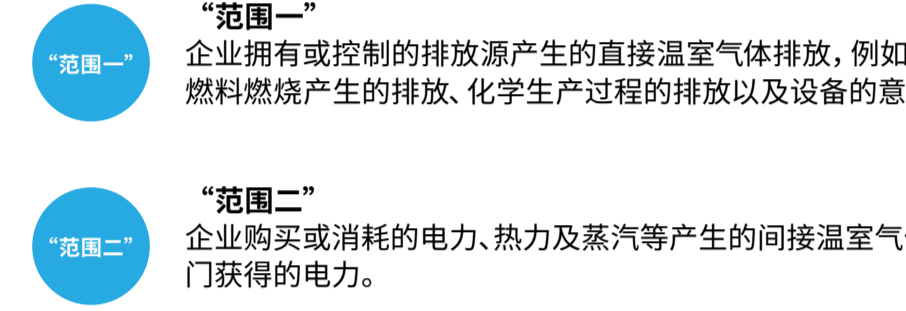 “范围一”
“范围一”
企业拥有或控制的排放源产生的直接温室气体排放，例如
燃料燃烧产生的排放、化学生产过程的排放以及设备的意
“范围二”
“范围二”
企业购买或消耗的电力、热力及蒸汽等产生的间接温室气
门获得的电力。